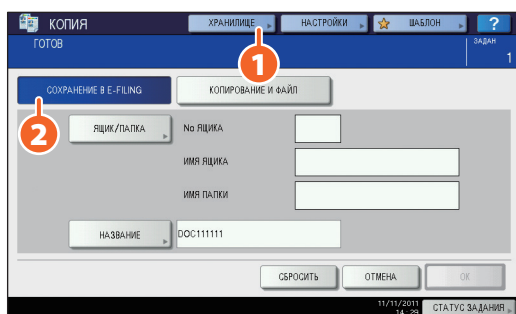 КОПИЯ ХРАНИЛИЩЕ НАСТРОЙКИ ШАБЛОН ?
ГОТОВ ЗАДАН
1
1
СОХРАНЕНИЕ В E-FILING КОПИРОВАНИЕ И ФАЙЛ
2
ЯЩИК/ПАПКА No ЯЩИКА
ИМЯ ЯЩИКА
ИМЯ ПАПКИ
НАЗВАНИЕ DOC111111
СБРОСИТЬ ОТМЕНА ОК
11/11/2011
14 : 29 СТАТУС ЗАДАНИЯ